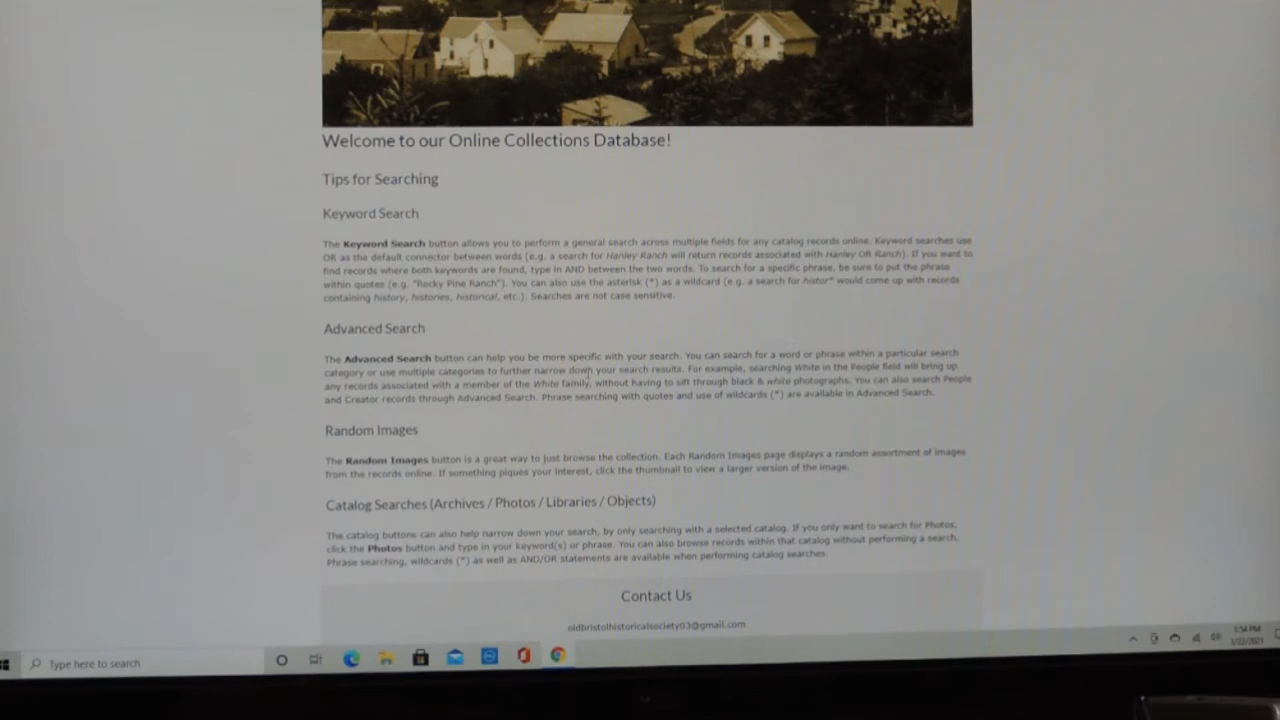 Welcome to our Online Collections Database!
Tips for Searching
Keyword Search
The Keyword Search button allows you to perform a general search across multiple fields for any catalog records online. Keyword searches use
OR as the default connector between words (e.g. a search for Hanley Ranch will return records associated with Hanley OR Ranch). If you want to
find records where both keywords are found, type in AND between the two words. To search for a specific phrase, be sure to put the phrase
within quotes (e.g. "Rocky Pine Ranch"). You can also use the asterisk (*) as a wildcard (e.g. a search for histor* would come up with records
containing history, histories, historical, etc.). Searches are not case sensitive.
Advanced Search
The Advanced Search button can help you be more specific with your search. You can search for a word or phrase within a particular search
category or use multiple categories to further narrow down your search results. For example, searching White in the People field will bring up
any records associated with a member of the White family, without having to sift through black & white photographs. You can also search People
and Creator records through Advanced Search. Phrase searching with quotes and use of wildcards (*) are available in Advanced Search.
Random Images
The Random Images button is a great way to just browse the collection. Each Random Images page displays a random assortment of images
from the records online. If something piques your interest, click the thumbnail to view a larger version of the image.
Catalog Searches (Archives / Photos / Libraries / Objects)
The catalog buttons can also help narrow down your search, by only searching with a selected catalog. If you only want to search for Photos,
click the Photos button and type in your keyword(s) or phrase. You can also browse records within that catalog without performing a search.
Phrase searching, wildcards (*) as well as AND/OR statements are available when performing catalog searches.
Contact Us
oldbristolhistoricalsociety03@gmail.com
Type here to search
1:54 PM
1/22/2021